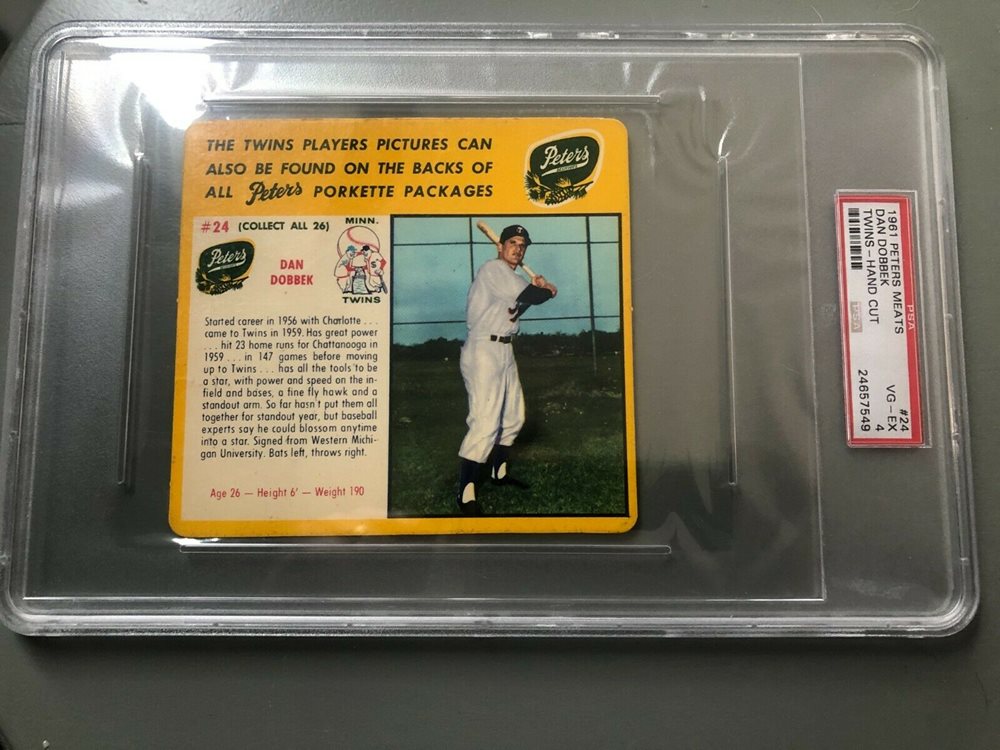 THE TWINS PLAYERS PICTURES CAN
ALSO BE FOUND ON THE BACKS OF
ALL Peter's PORKETTE PACKAGES
Peter's
#24 (COLLECT ALL 26)
MINN.
TWINS
Peter's
DAN
DOBBEK
Started career in 1956 with Charlotte . . .
came to Twins in 1959. Has great power
. . . hit 23 home runs for Chattanooga in
1959 . . . in 147 games before moving
up to Twins . . . has all the tools to be
a star, with power and speed on the in-
field and bases, a fine fly hawk and a
standout arm. So far hasn't put them all
together for standout year, but baseball
experts say he could blossom anytime
into a star. Signed from Western Michi-
gan University. Bats left, throws right.
Age 26 — Height 6' — Weight 190
T
1961 PETERS MEATS #24
DAN DOBBEK VG-EX 4
TWINS-HAND CUT
PSA 24657549
PSA